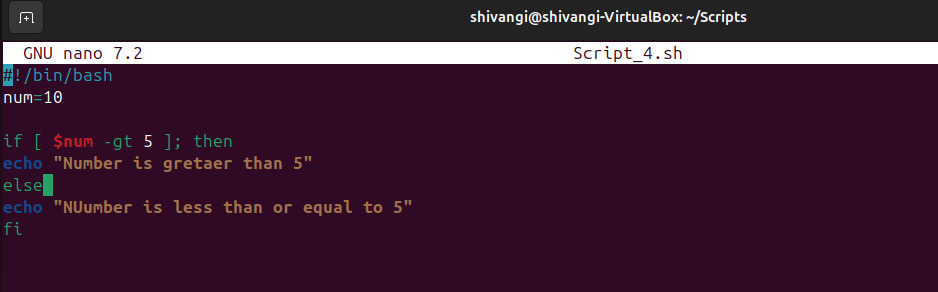 shivangi@shivangi-VirtualBox: ~/Scripts
GNU nano 7.2 Script_4.sh
#!/bin/bash
num=10
if [ $num -gt 5 ]; then
echo "Number is gretaer than 5"
else
echo "NUumber is less than or equal to 5"
fi